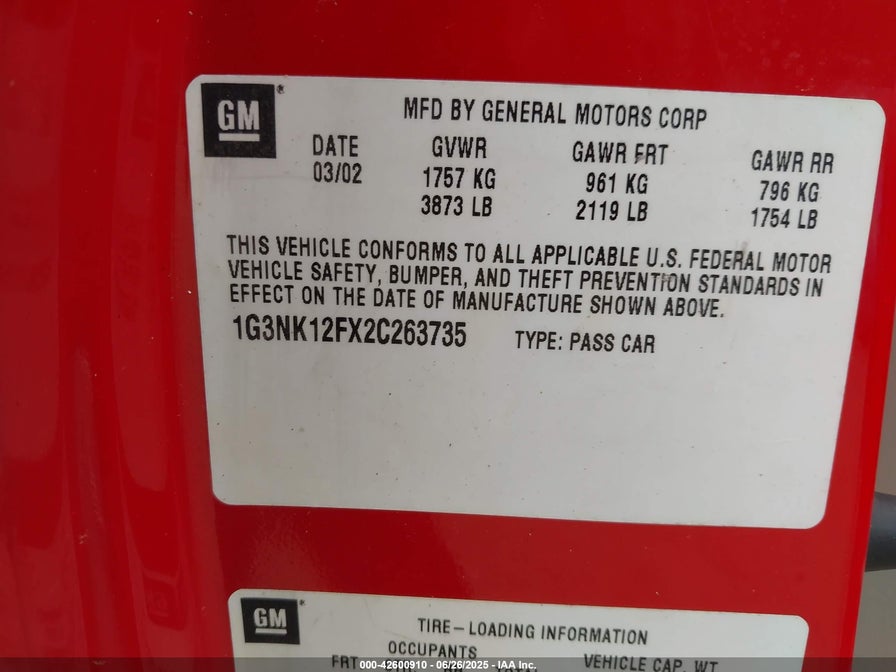 GM
MFD BY GENERAL MOTORS CORP
DATE GVWR GAWR FRT GAWR RR
03/02 1757 KG 961 KG 796 KG
3873 LB 2119 LB 1754 LB
THIS VEHICLE CONFORMS TO ALL APPLICABLE U.S. FEDERAL MOTOR
VEHICLE SAFETY, BUMPER, AND THEFT PREVENTION STANDARDS IN
EFFECT ON THE DATE OF MANUFACTURE SHOWN ABOVE.
1G3NK12FX2C263735 TYPE: PASS CAR
GM
TIRE-LOADING INFORMATION
OCCUPANTS VEHICLE CAP. WT
FRT
000-42600910 - 06/26/2025 - IAA Inc.